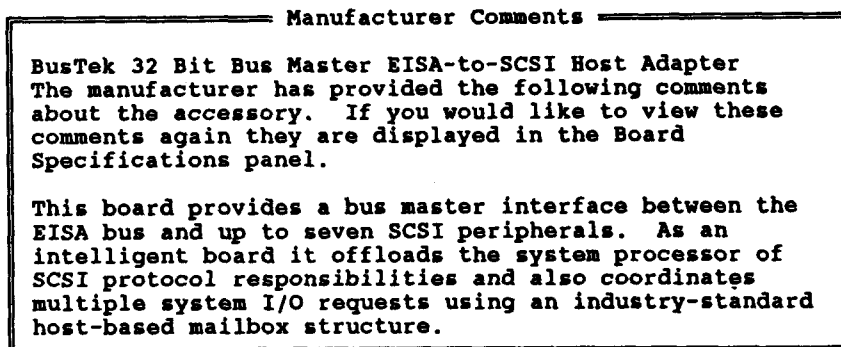 Manufacturer Comments
BusTek 32 Bit Bus Master EISA-to-SCSI Host Adapter
The manufacturer has provided the following comments
about the accessory. If you would like to view these
comments again they are displayed in the Board
Specifications panel.
This board provides a bus master interface between the
EISA bus and up to seven SCSI peripherals. As an
intelligent board it offloads the system processor of
SCSI protocol responsibilities and also coordinates
multiple system I/O requests using an industry-standard
host-based mailbox structure.